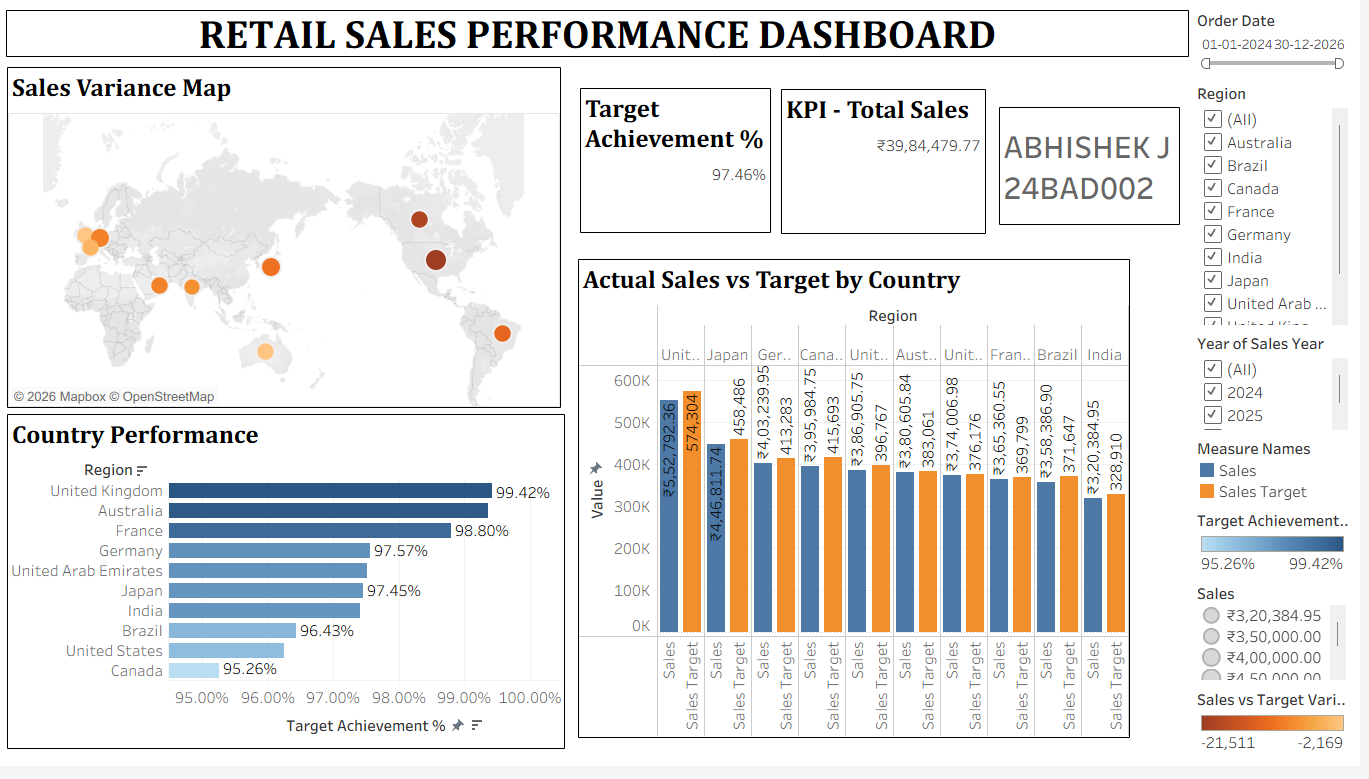 RETAIL SALES PERFORMANCE DASHBOARD
Sales Variance Map
© 2026 Mapbox © OpenStreetMap
Target
Achievement %
97.46%
KPI - Total Sales
₹39,84,479.77
ABHISHEK J
24BAD002
Country Performance
Region
United Kingdom 99.42%
Australia
France 98.80%
Germany 97.57%
United Arab Emirates
Japan 97.45%
India
Brazil 96.43%
United States
Canada 95.26%
95.00% 96.00% 97.00% 98.00% 99.00% 100.00%
Target Achievement %
Actual Sales vs Target by Country
Region
Unit.. Japan Ger.. Cana.. Unit.. Aust.. Unit.. Fran.. Brazil India
600K
500K
400K
300K
200K
100K
0K
Value
₹5,52,792.36 574,304 ₹4,46,811.74 458,486 ₹4,03,239.95 413,283 ₹3,95,984.75 415,693 ₹3,86,905.75 396,767 ₹3,80,605.84 383,061 ₹3,74,006.98 376,176 ₹3,65,360.55 369,799 ₹3,58,386.90 371,647 ₹3,20,384.95 328,910
Sales Sales Target Sales Sales Target Sales Sales Target Sales Sales Target Sales Sales Target Sales Sales Target Sales Sales Target Sales Sales Target Sales Sales Target Sales Sales Target
Order Date
01-01-2024 30-12-2026
Region
(All)
Australia
Brazil
Canada
France
Germany
India
Japan
United Arab ...
Year of Sales Year
(All)
2024
2025
Measure Names
Sales
Sales Target
Target Achievement..
95.26% 99.42%
Sales
₹3,20,384.95
₹3,50,000.00
₹4,00,000.00
₹4,50,000.00
Sales vs Target Vari..
-21,511 -2,169